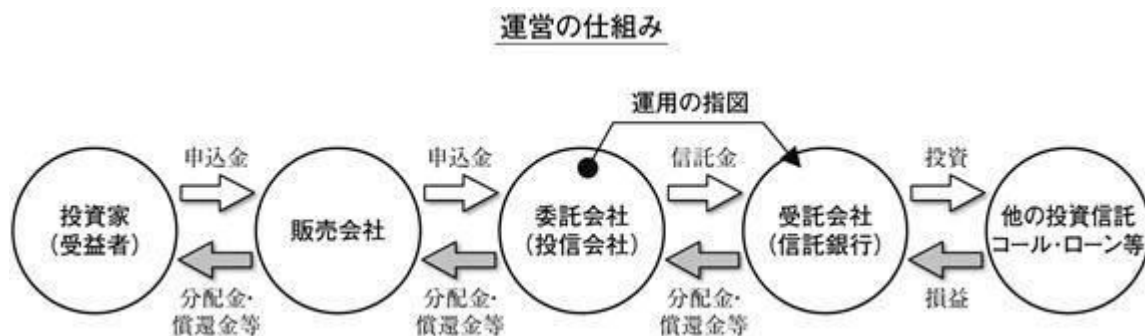 運営の仕組み
運用の指図
申込金
申込金
信託金
投資
投資家
(受益者)
販売会社
委託会社
(投信会社)
受託会社
(信託銀行)
他の投資信託
コール・ローン等
分配金・
償還金等
分配金・
償還金等
分配金・
償還金等
損益